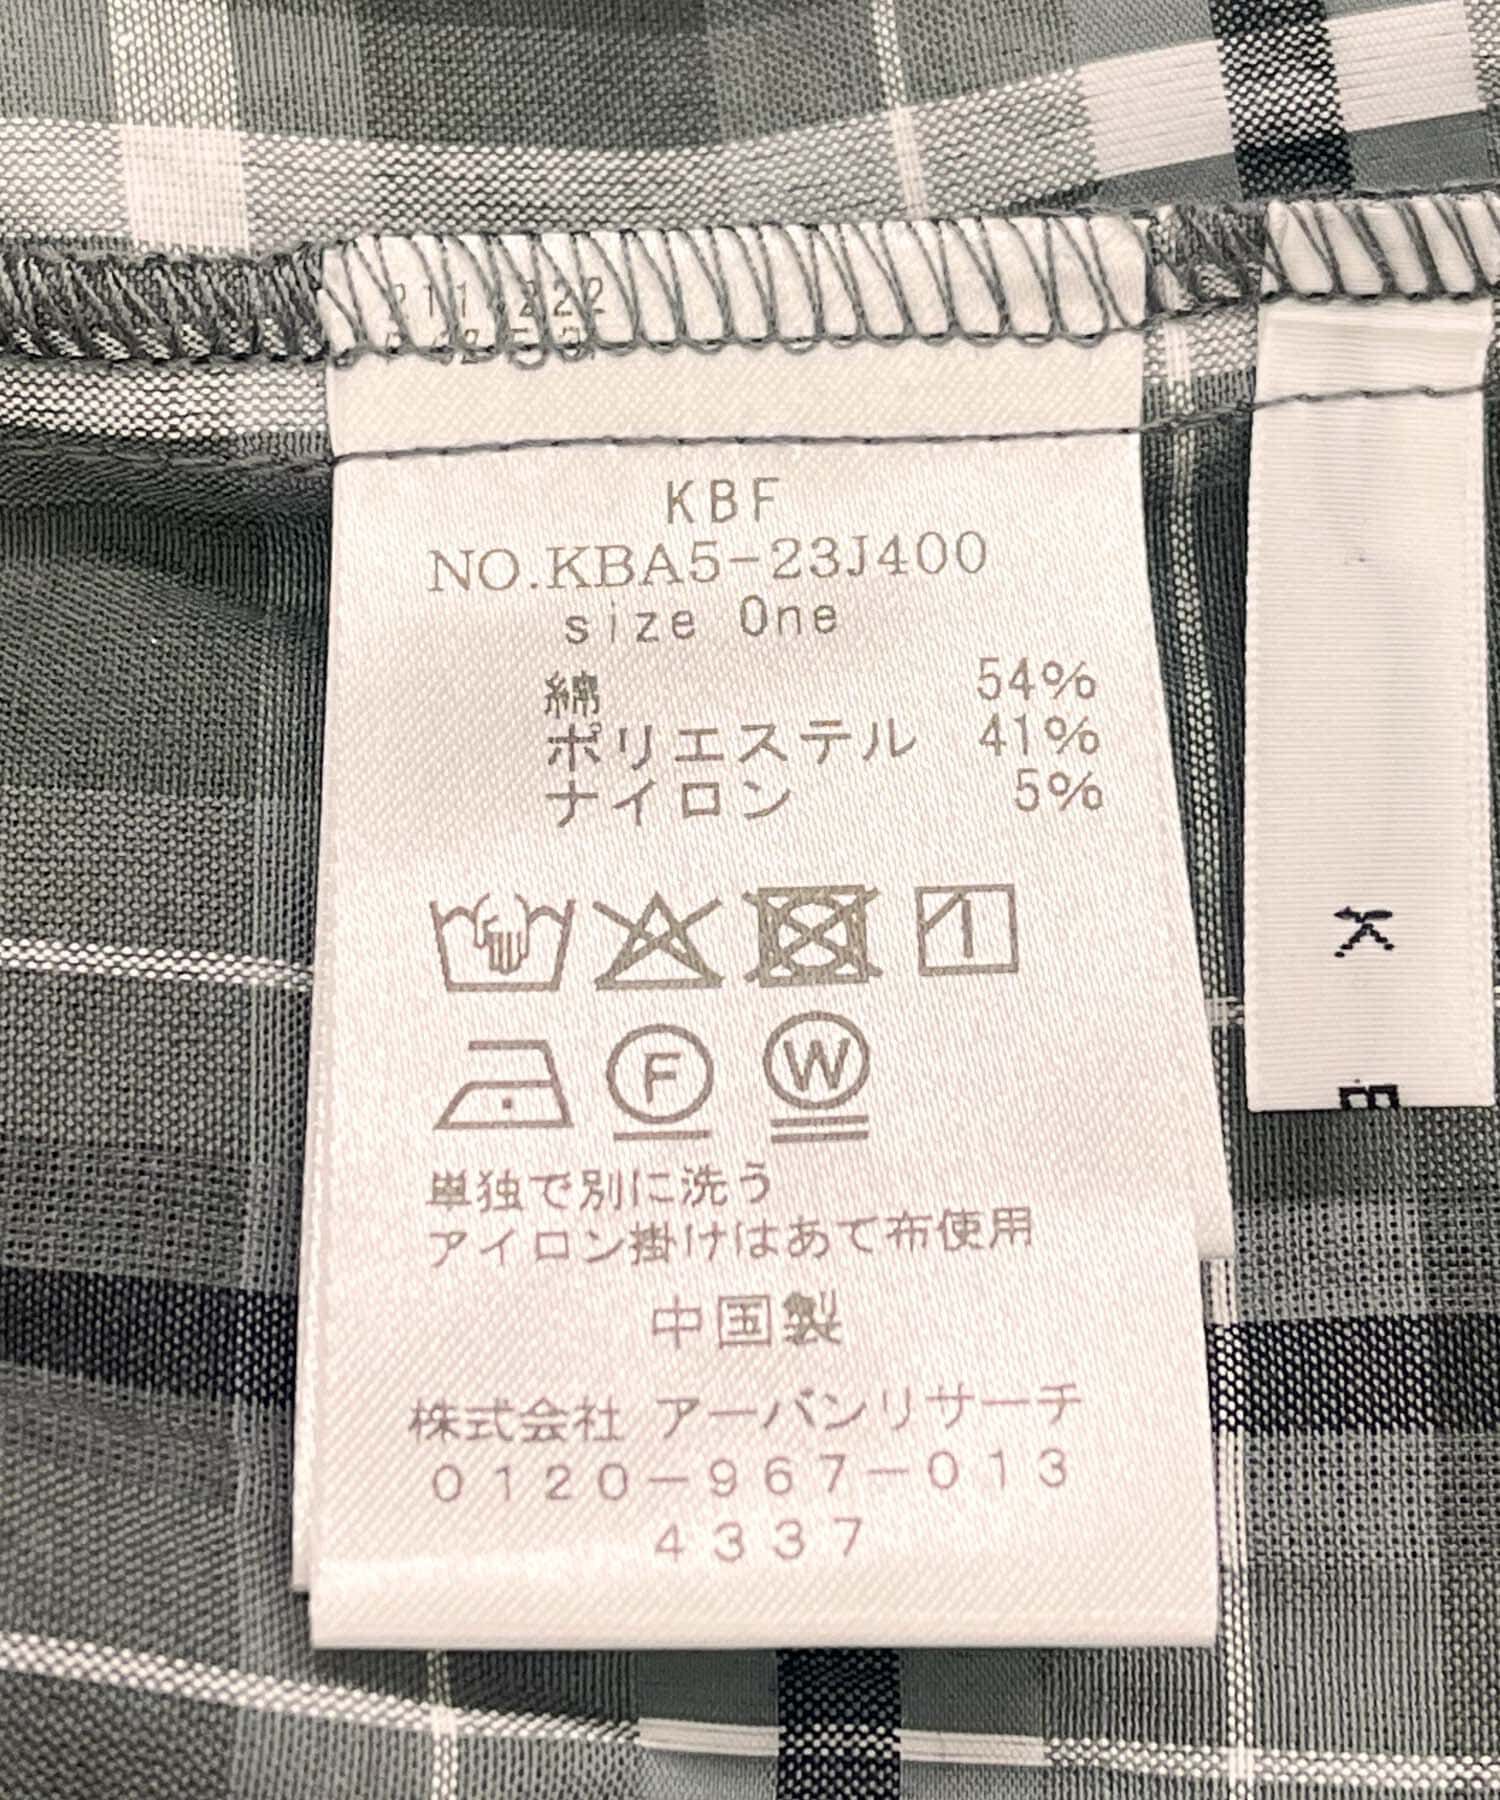 KBF
NO.KBA5-23J400
size One
綿 54%
ポリエステル 41%
ナイロン 5%
F W
単独で別に洗う
アイロン掛けはあて布使用
中国製
株式会社 アーバンリサーチ
0120-967-013
4337
K
B